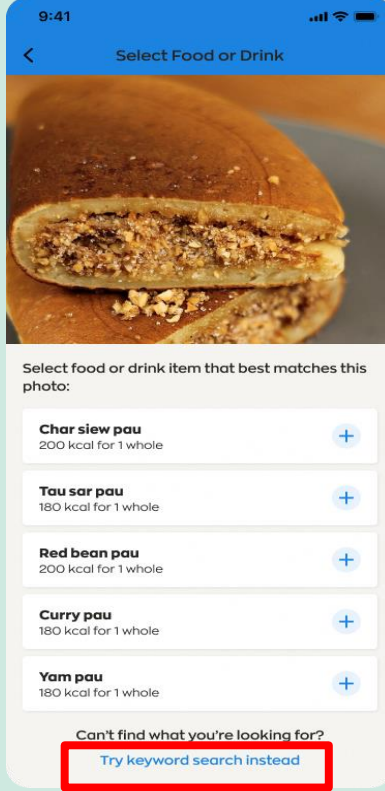 9:41
Select Food or Drink
Select food or drink item that best matches this
photo:
Char siew pau
200 kcal for 1 whole
Tau sar pau
180 kcal for 1 whole
Red bean pau
200 kcal for 1 whole
Curry pau
180 kcal for 1 whole
Yam pau
180 kcal for 1 whole
Can't find what you're looking for?
Try keyword search instead